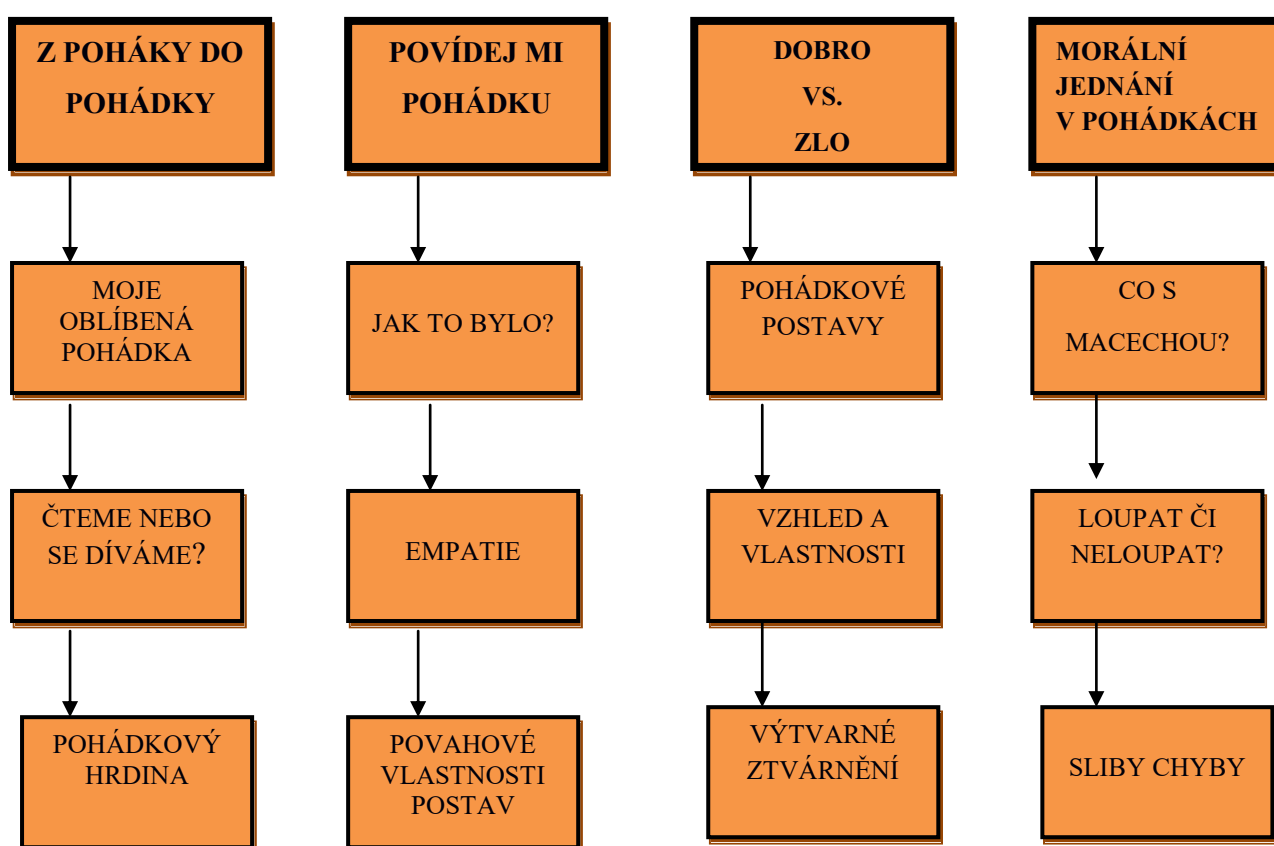 Z POHÁKY DO
POHÁDKY
POVÍDEJ MI
POHÁDKU
DOBRO
VS.
ZLO
MORÁLNÍ
JEDNÁNÍ
V POHÁDKÁCH
MOJE
OBLÍBENÁ
POHÁDKA
JAK TO BYLO?
POHÁDKOVÉ
POSTAVY
CO S
MACECHOU?
ČTEME NEBO
SE DÍVÁME?
EMPATIE
VZHLED A
VLASTNOSTI
LOUPAT ČI
NELOUPAT?
POHÁDKOVÝ
HRDINA
POVAHOVÉ
VLASTNOSTI
POSTAV
VÝTVARNÉ
ZTVÁRNĚNÍ
SLIBY CHYBY